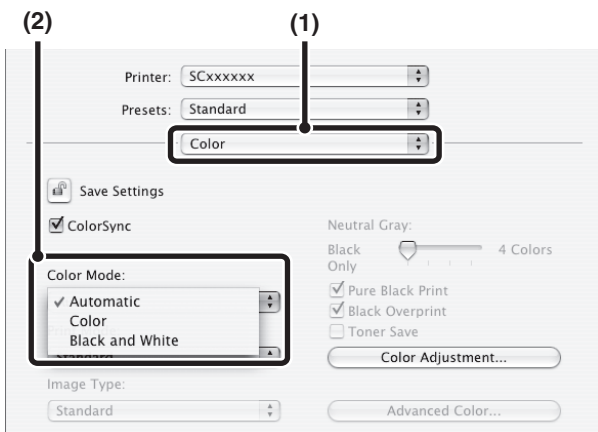 (2) (1)
Printer: SCxxxxxx
Presets: Standard
Color
Save Settings
ColorSync
Neutral Gray:
Black Only 4 Colors
Color Mode:
✓ Automatic
Color
Black and White
Pure Black Print
Black Overprint
Toner Save
Standard
Color Adjustment...
Image Type:
Standard
Advanced Color...